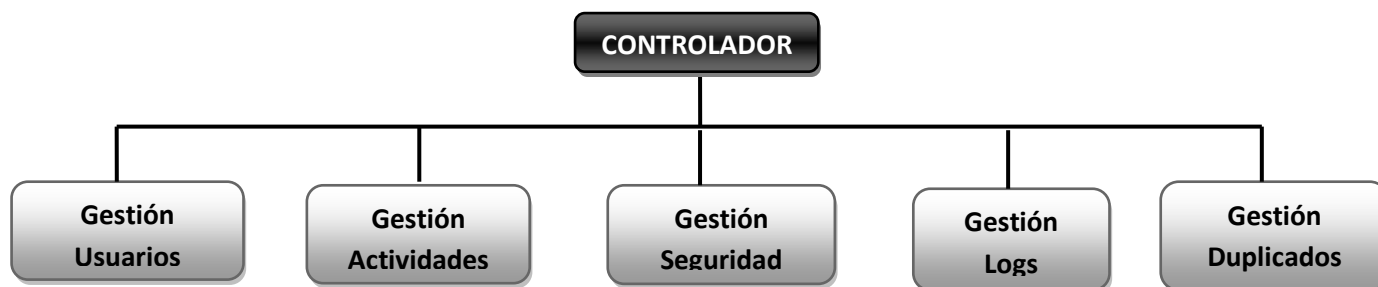 CONTROLADOR
Gestión
Usuarios
Gestión
Actividades
Gestión
Seguridad
Gestión
Logs
Gestión
Duplicados